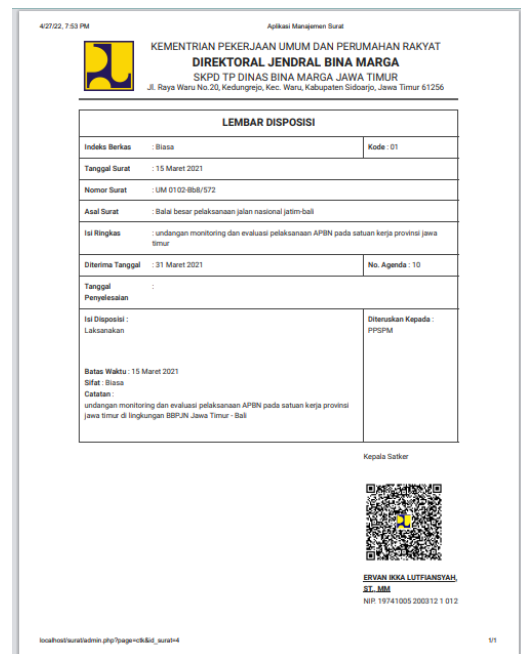 4/27/22, 7:53 PM Aplikasi Manajemen Surat
KEMENTRIAN PEKERJAAN UMUM DAN PERUMAHAN RAKYAT
DIREKTORAL JENDRAL BINA MARGA
SKPD TP DINAS BINA MARGA JAWA TIMUR
Jl. Raya Waru No.20, Kedungrejo, Kec. Waru, Kabupaten Sidoarjo, Jawa Timur 61256
LEMBAR DISPOSISI
Indeks Berkas : Biasa Kode : 01
Tanggal Surat : 15 Maret 2021
Nomor Surat : UM 0102-Bb8/572
Asal Surat : Balai besar pelaksanaan jalan nasional jatim-bali
Isi Ringkas : undangan monitoring dan evaluasi pelaksanaan APBN pada satuan kerja provinsi jawa
timur
Diterima Tanggal : 31 Maret 2021 No. Agenda : 10
Tanggal :
Penyelesaian
Isi Disposisi : Diteruskan Kepada :
Laksanakan PPSPM
Batas Waktu : 15 Maret 2021
Sifat : Biasa
Catatan :
undangan monitoring dan evaluasi pelaksanaan APBN pada satuan kerja provinsi
jawa timur di lingkungan BBPJN Jawa Timur - Bali
Kepala Satker
ERVAN IKKA LUTFIANSYAH,
ST., MM
NIP. 19741005 200312 1 012
localhost/surat/admin.php?page=ctk&id_surat=4 1/1